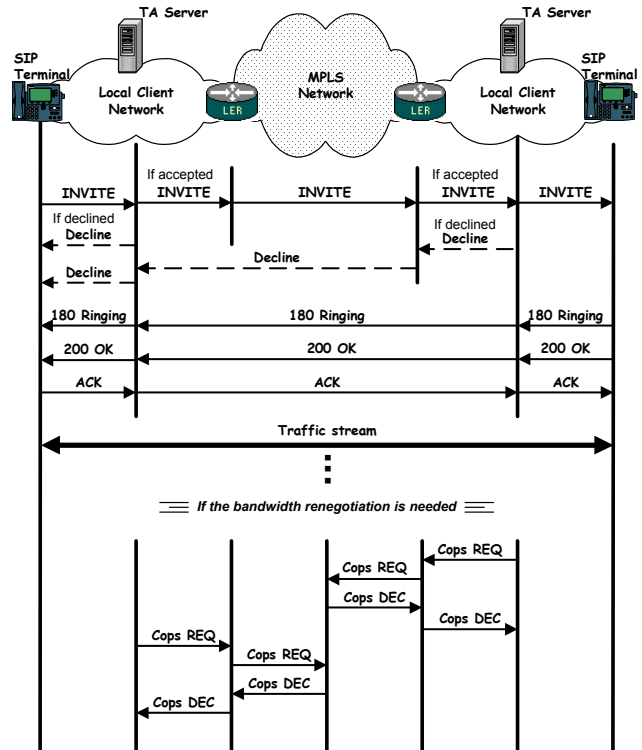 TA Server
TA Server
SIP
Terminal
SIP
Terminal
MPLS
Network
Local Client
Network
Local Client
Network
LER
LER
If accepted
If accepted
INVITE
INVITE
INVITE
INVITE
INVITE
If declined
Decline
If declined
Decline
Decline
Decline
180 Ringing
180 Ringing
180 Ringing
200 OK
200 OK
200 OK
ACK
ACK
ACK
Traffic stream
If the bandwidth renegotiation is needed
Cops REQ
Cops REQ
Cops DEC
Cops DEC
Cops REQ
Cops REQ
Cops DEC
Cops DEC